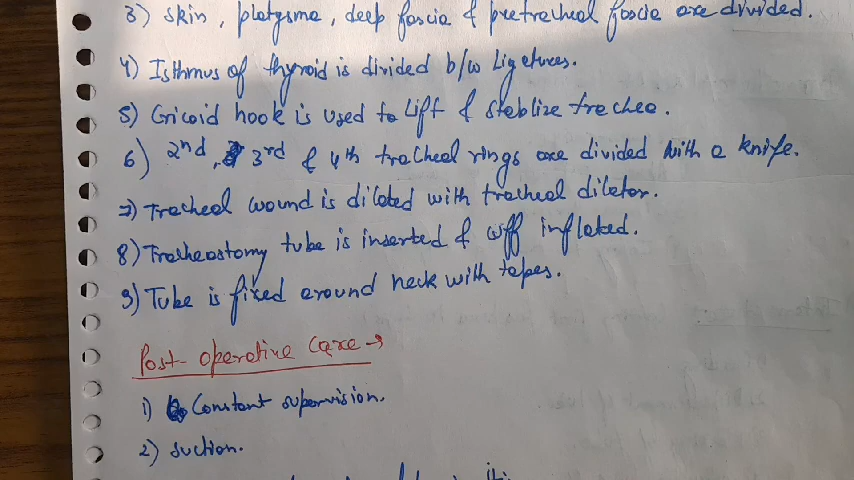 3) Skin, platysma, deep fascia & pretracheal fascia are divided.
4) Isthmus of thyroid is divided b/w Ligatures.
5) Cricoid hook is used to Lift & stablize trachea.
6) 2nd, 3rd & 4th tracheal rings are divided with a knife.
7) Tracheal wound is dilated with tracheal dilator.
8) Tracheostomy tube is inserted & cuff inflated.
9) Tube is fixed around neck with tapes.
Post-operative Care →
1) Constant supervision.
2) Suction.